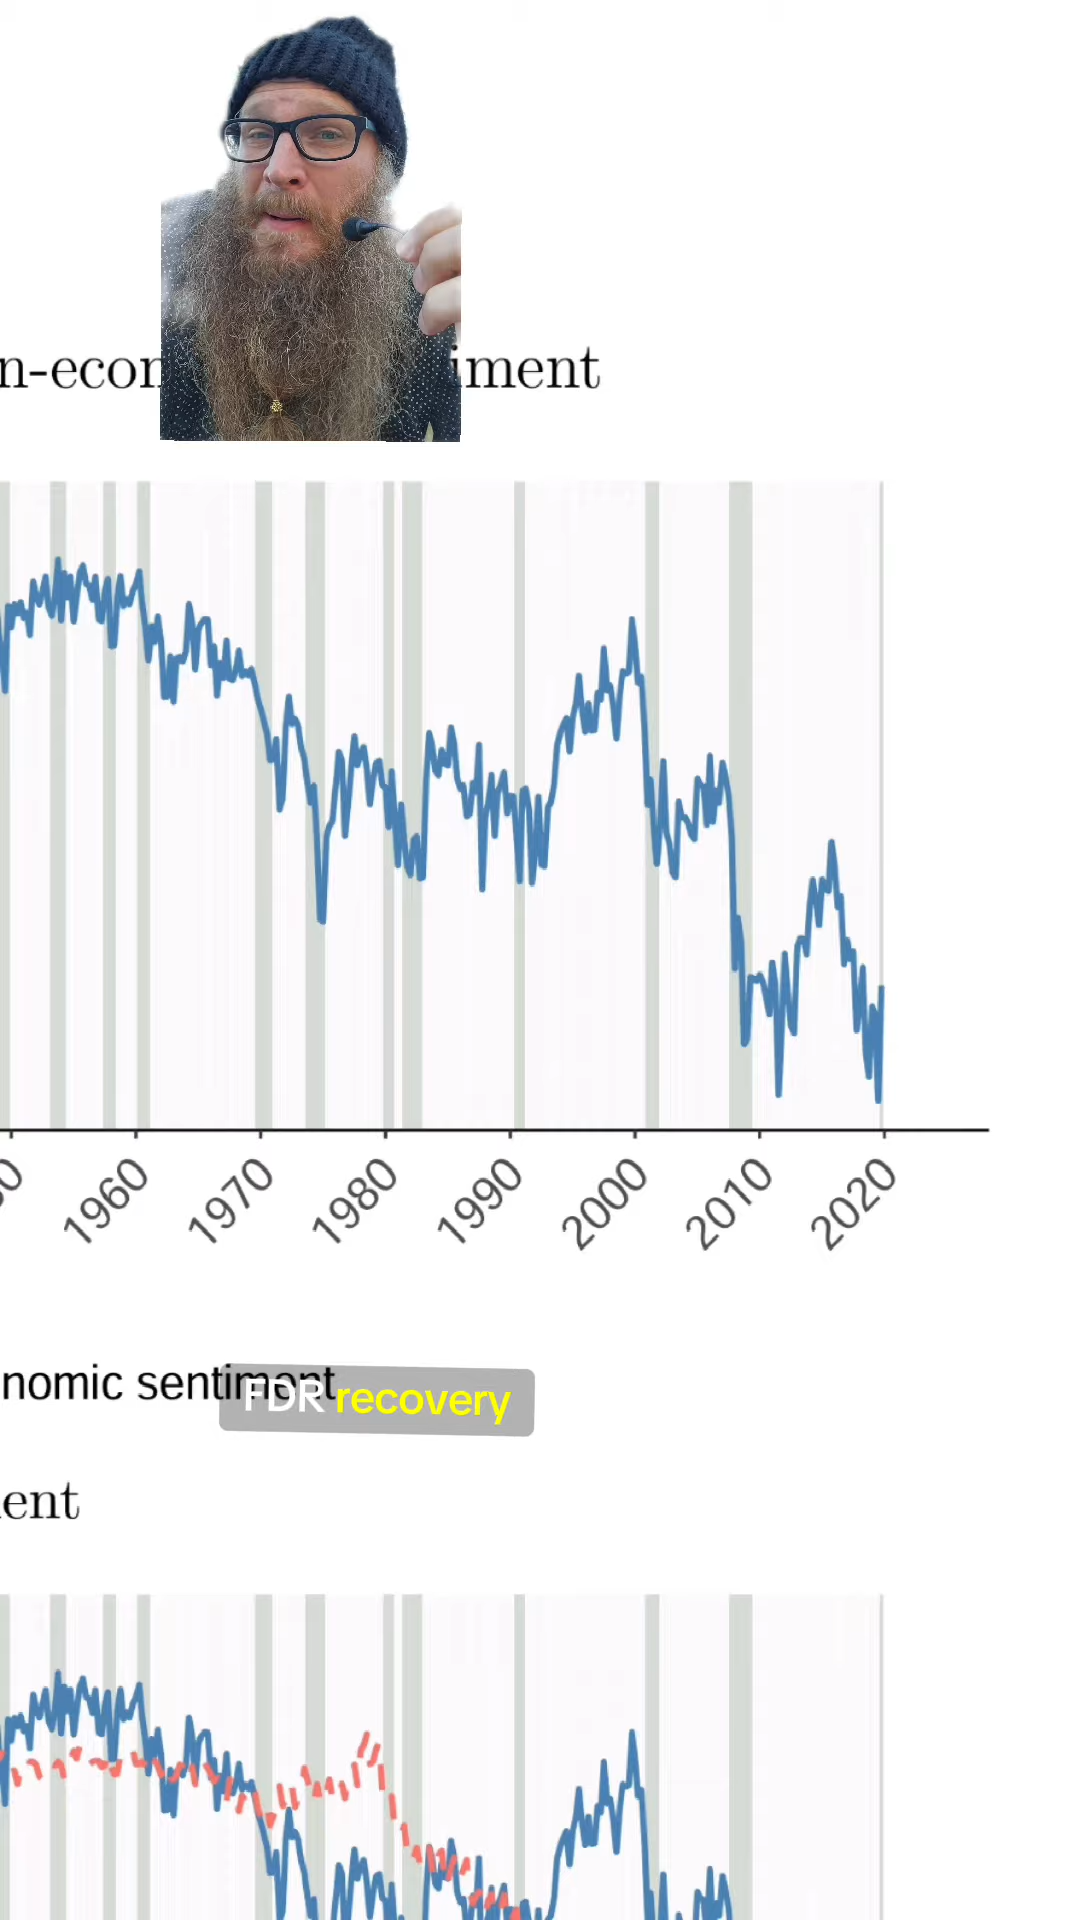 n-econ iment
1960 1970 1980 1990 2000 2010 2020
nomic sentiment
FDR recovery
ent